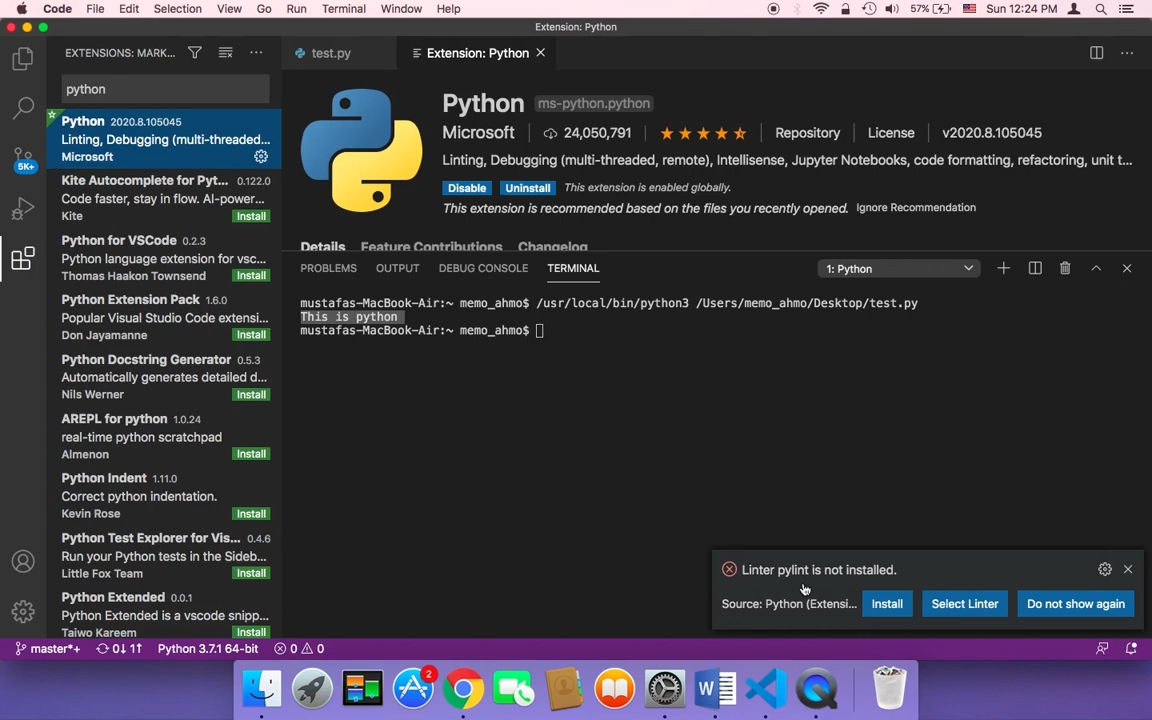 Code File Edit Selection View Go Run Terminal Window Help 57% Sun 12:24 PM
Extension: Python
EXTENSIONS: MARK...
python
Python 2020.8.105045
Linting, Debugging (multi-threaded...
Microsoft
Kite Autocomplete for Pyt... 0.122.0
Code faster, stay in flow. AI-power...
Kite Install
Python for VSCode 0.2.3
Python language extension for vsc...
Thomas Haakon Townsend Install
Python Extension Pack 1.6.0
Popular Visual Studio Code extensi...
Don Jayamanne Install
Python Docstring Generator 0.5.3
Automatically generates detailed d...
Nils Werner Install
AREPL for python 1.0.24
real-time python scratchpad
Almenon Install
Python Indent 1.11.0
Correct python indentation.
Kevin Rose Install
Python Test Explorer for Vis... 0.4.6
Run your Python tests in the Sideb...
Little Fox Team Install
Python Extended 0.0.1
Python Extended is a vscode snipp...
Taiwo Kareem Install
5K+
test.py Extension: Python
Python ms-python.python
Microsoft 24,050,791 Repository License v2020.8.105045
Linting, Debugging (multi-threaded, remote), Intellisense, Jupyter Notebooks, code formatting, refactoring, unit t...
Disable Uninstall This extension is enabled globally.
This extension is recommended based on the files you recently opened. Ignore Recommendation
Details Feature Contributions Changelog
PROBLEMS OUTPUT DEBUG CONSOLE TERMINAL 1: Python
mustafas-MacBook-Air:~ memo_ahmo$ /usr/local/bin/python3 /Users/memo_ahmo/Desktop/test.py
This is python
mustafas-MacBook-Air:~ memo_ahmo$
Linter pylint is not installed.
Source: Python (Extensi... Install Select Linter Do not show again
master*+ 0↓ 1↑ Python 3.7.1 64-bit 0 0
2
W